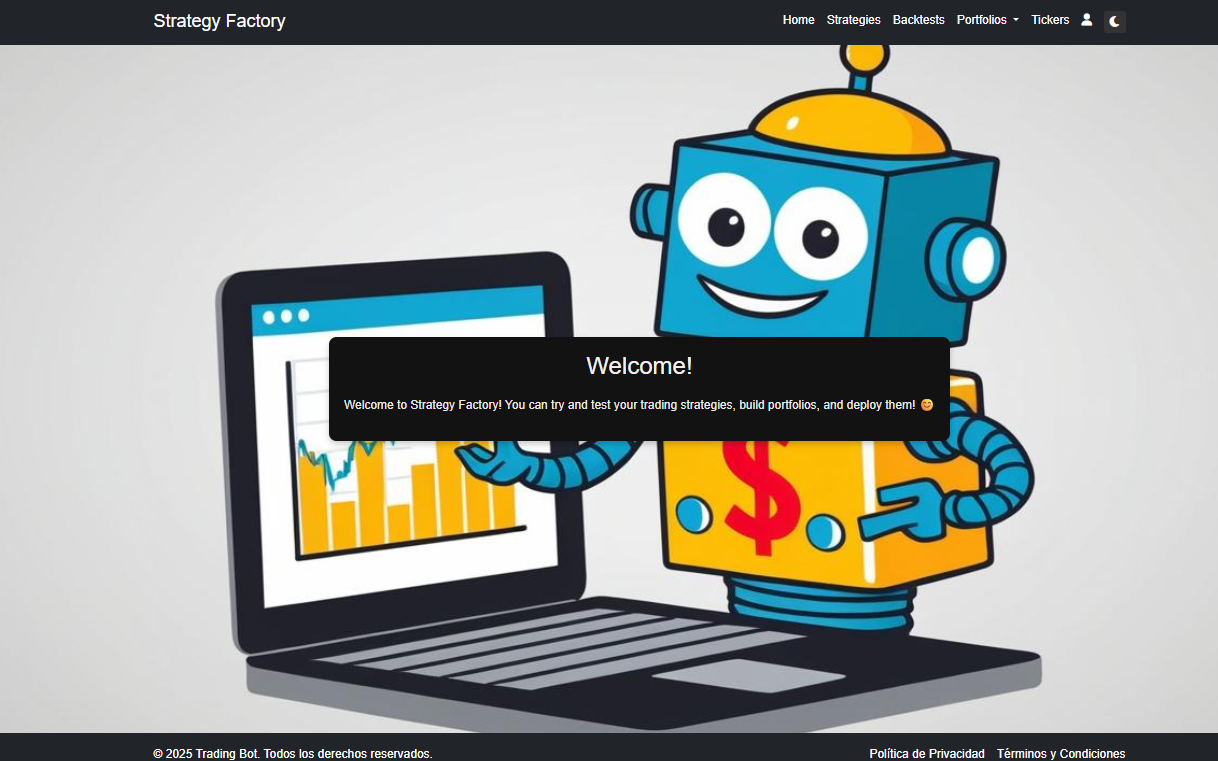 Strategy Factory
Home Strategies Backtests Portfolios Tickers
$
Welcome!
Welcome to Strategy Factory! You can try and test your trading strategies, build portfolios, and deploy them! 😊
© 2025 Trading Bot. Todos los derechos reservados.
Política de Privacidad Términos y Condiciones